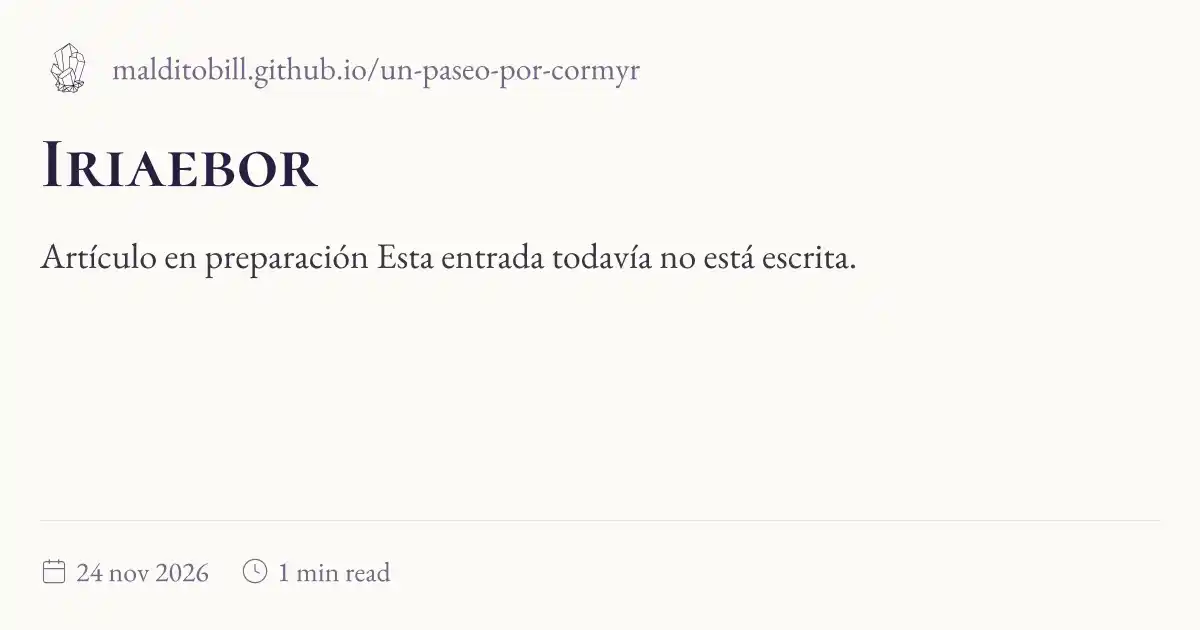 malditobill.github.io/un-paseo-por-cormyr
Iriaebor
Artículo en preparación Esta entrada todavía no está escrita.
24 nov 2026 1 min read